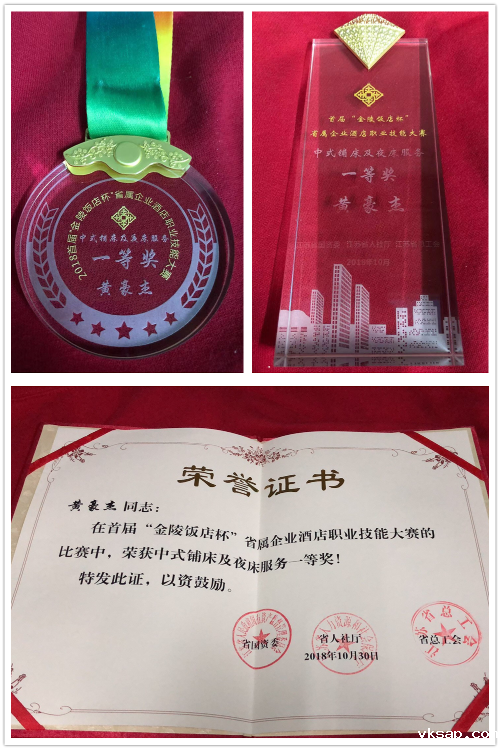 2018首届“金陵饭店杯”省属企业酒店职业技能大赛
中式铺床及夜床服务
一等奖
黄豪杰
首届“金陵饭店杯”
省属企业酒店职业技能大赛
中式铺床及夜床服务
一等奖
黄豪杰
江苏省人社厅
2018年10月
荣誉证书
黄豪杰 同志：
在首届“金陵饭店杯”省属企业酒店职业技能大赛的
比赛中，荣获中式铺床及夜床服务一等奖！
特发此证，以资鼓励。
省国资委
省人社厅
省总工会
2018年10月30日
vksap.co